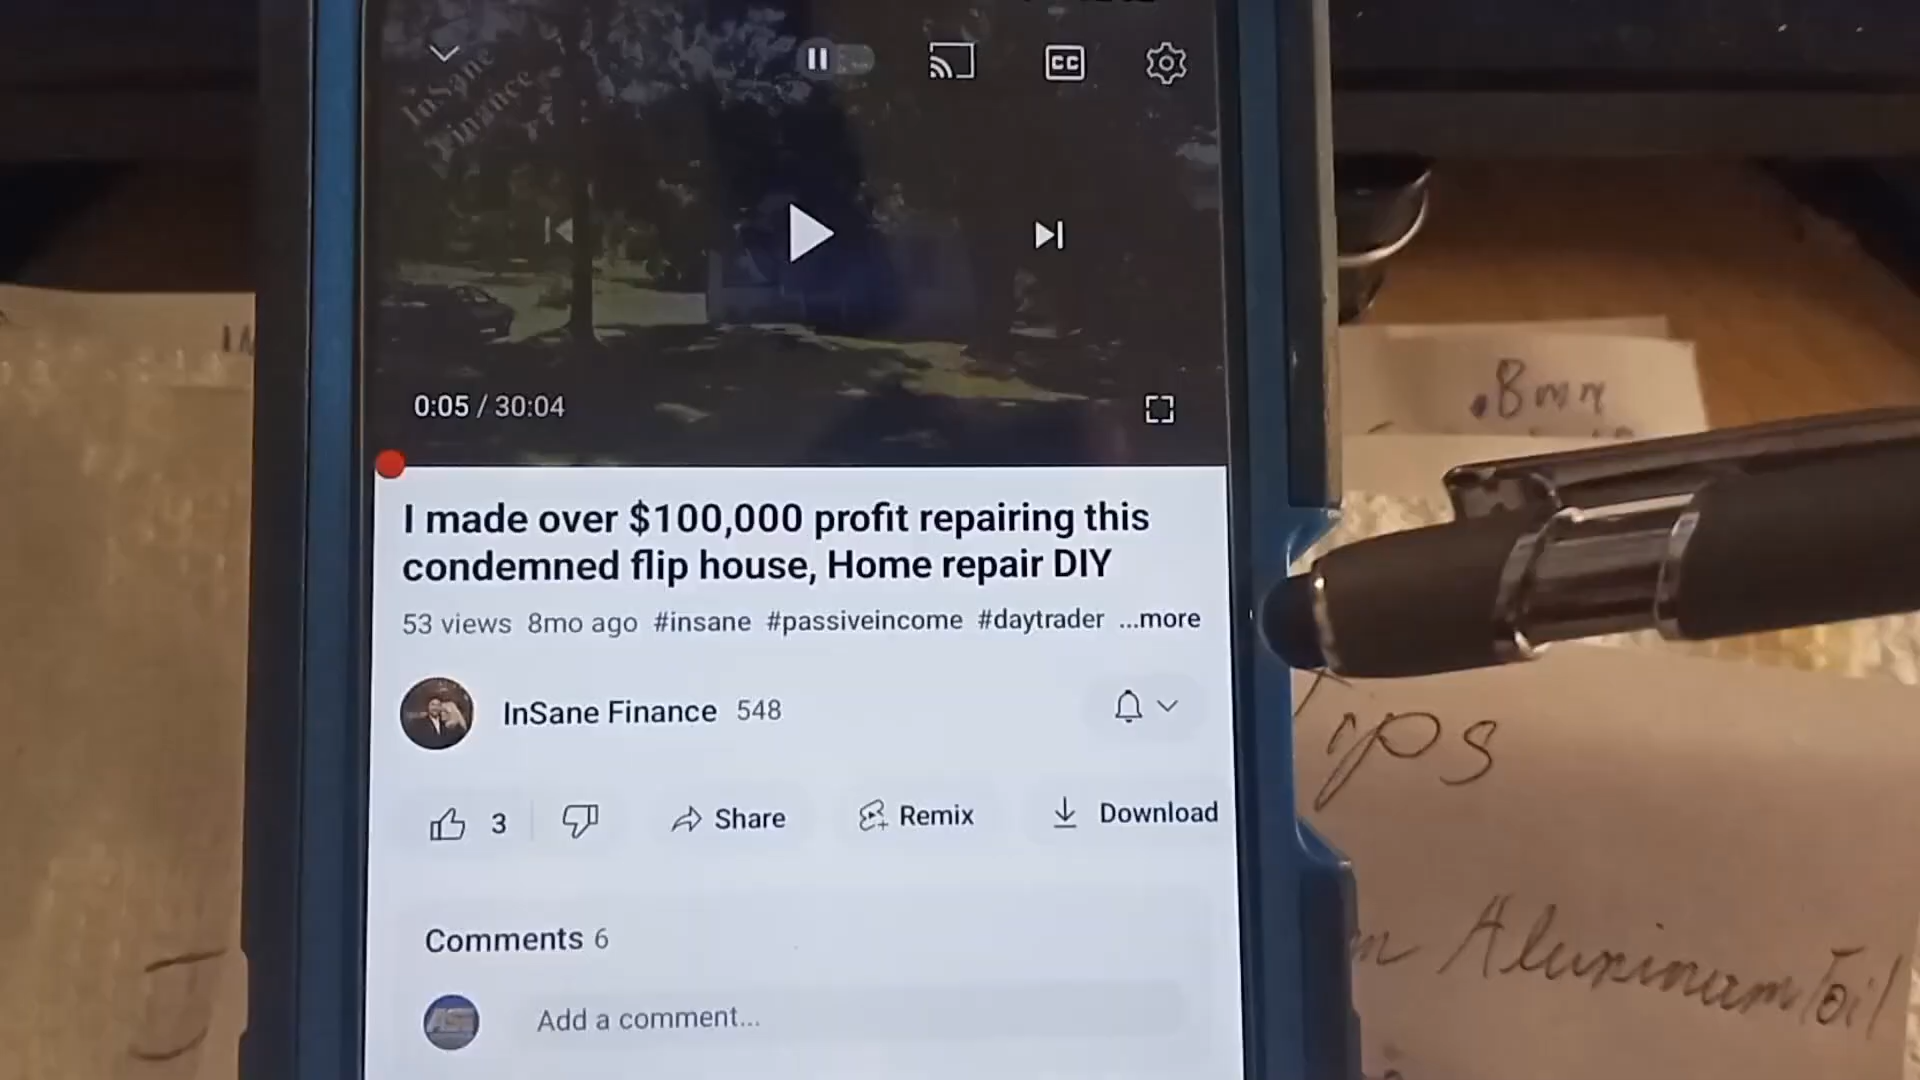 InSane
Finance
CC
0:05 / 30:04
I made over $100,000 profit repairing this
condemned flip house, Home repair DIY
53 views 8mo ago #insane #passiveincome #daytrader ...more
InSane Finance 548
3
Share
Remix
Download
Comments 6
Add a comment...
.8mm
Tips
Aluminum Foil